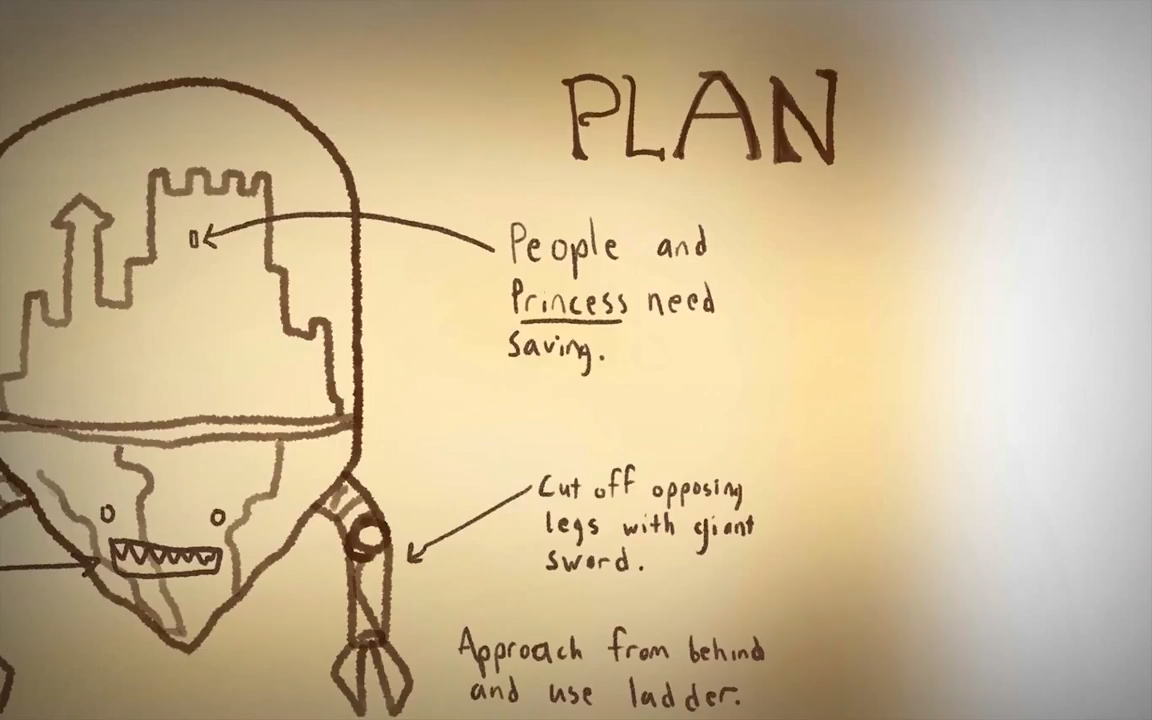 PLAN
People and
Princess need
saving.
Cut off opposing
legs with giant
sword.
Approach from behind
and use ladder.